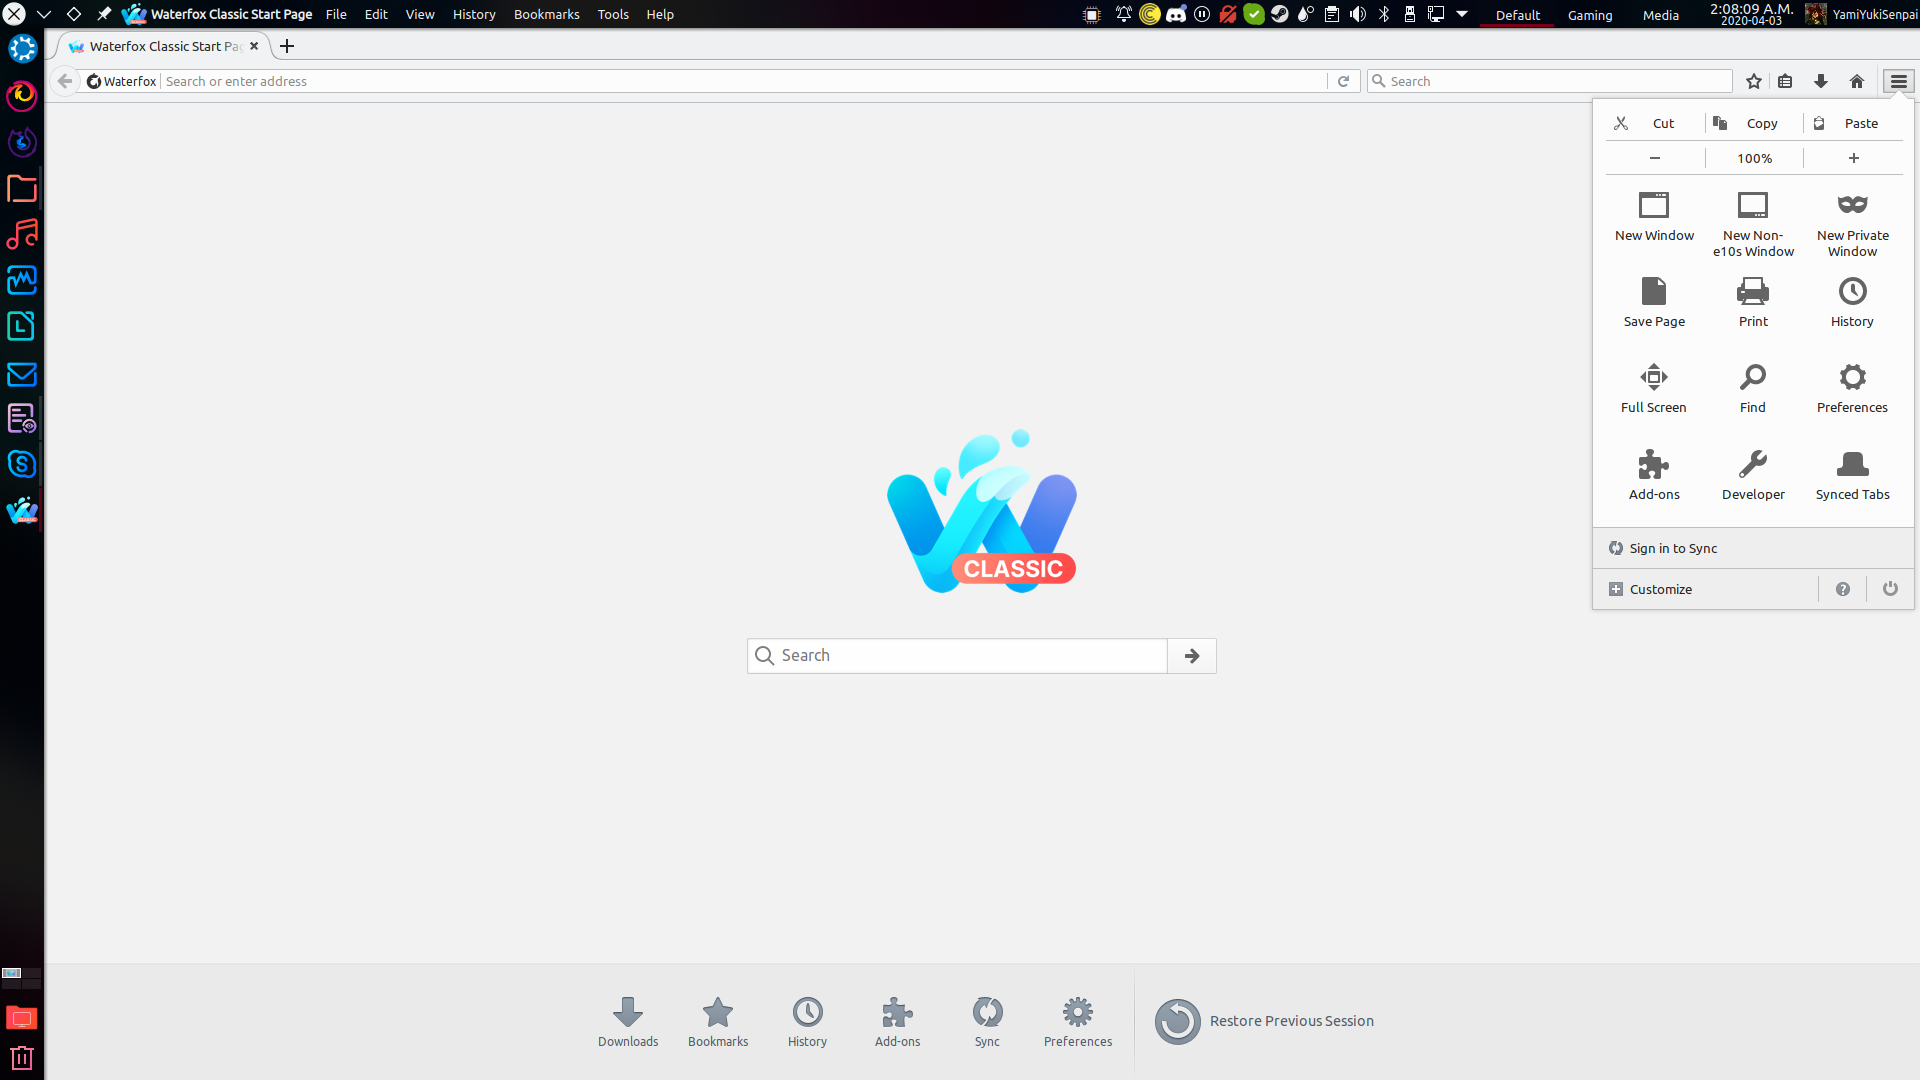 Waterfox Classic Start Page File Edit View History Bookmarks Tools Help
Default Gaming Media
2:08:09 A.M.
2020-04-03
YamiYukiSenpai
Waterfox Classic Start Pa
Waterfox Search or enter address
Search
Cut Copy Paste
100%
New Window
New Non-
e10s Window
New Private
Window
Save Page Print History
Full Screen Find Preferences
Add-ons Developer Synced Tabs
Sign in to Sync
Customize
CLASSIC
Search
Downloads Bookmarks History Add-ons Sync Preferences
Restore Previous Session